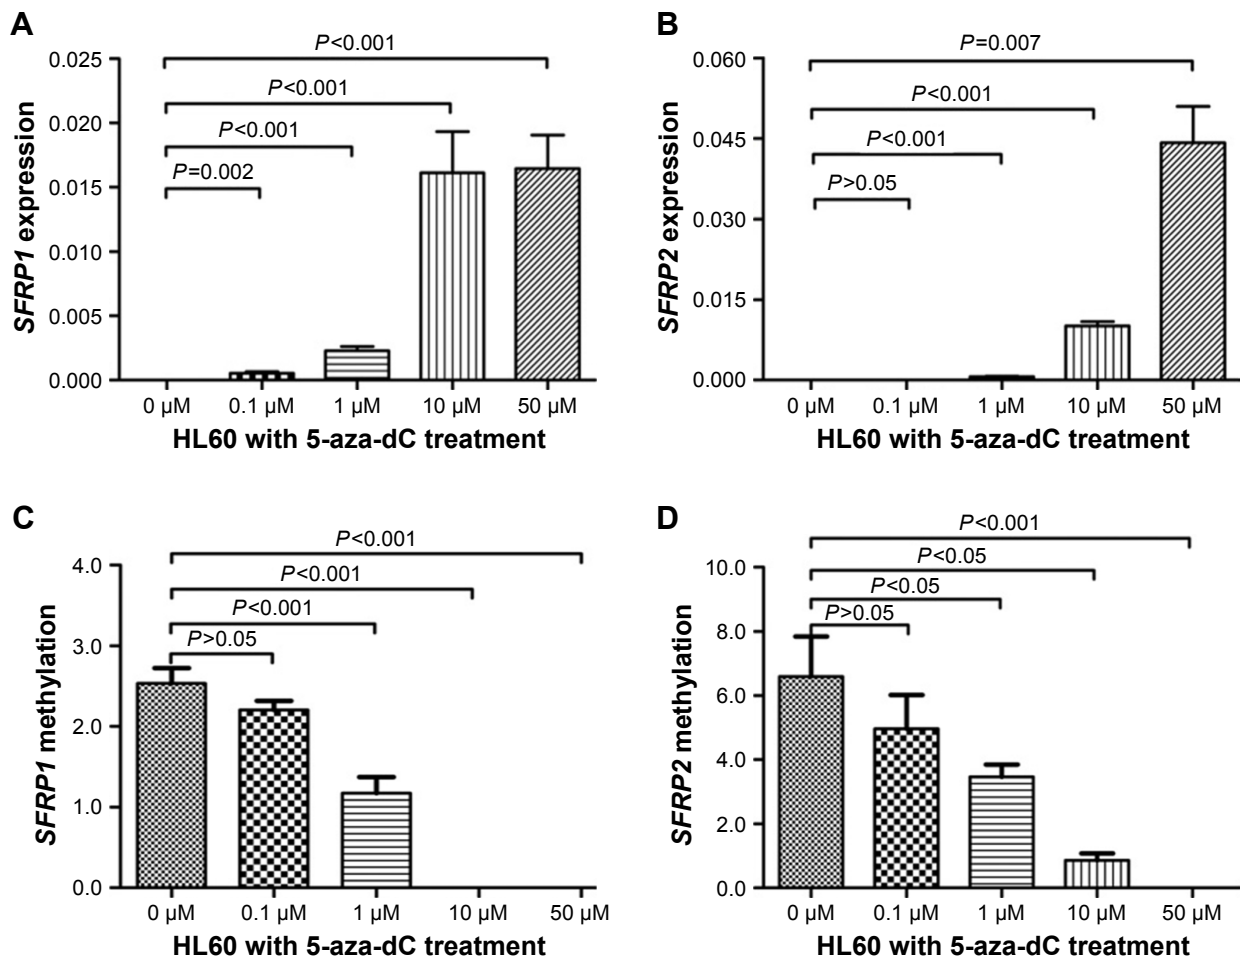 A
P<0.001
P<0.001
P<0.001
P=0.002
SFRP1 expression
0.025
0.020
0.015
0.010
0.005
0.000
0 µM 0.1 µM 1 µM 10 µM 50 µM
HL60 with 5-aza-dC treatment
B
P=0.007
P<0.001
P<0.001
P>0.05
SFRP2 expression
0.060
0.045
0.030
0.015
0.000
0 µM 0.1 µM 1 µM 10 µM 50 µM
HL60 with 5-aza-dC treatment
C
P<0.001
P<0.001
P<0.001
P>0.05
SFRP1 methylation
4.0
3.0
2.0
1.0
0.0
0 µM 0.1 µM 1 µM 10 µM 50 µM
HL60 with 5-aza-dC treatment
D
P<0.001
P<0.05
P<0.05
P>0.05
SFRP2 methylation
10.0
8.0
6.0
4.0
2.0
0.0
0 µM 0.1 µM 1 µM 10 µM 50 µM
HL60 with 5-aza-dC treatment